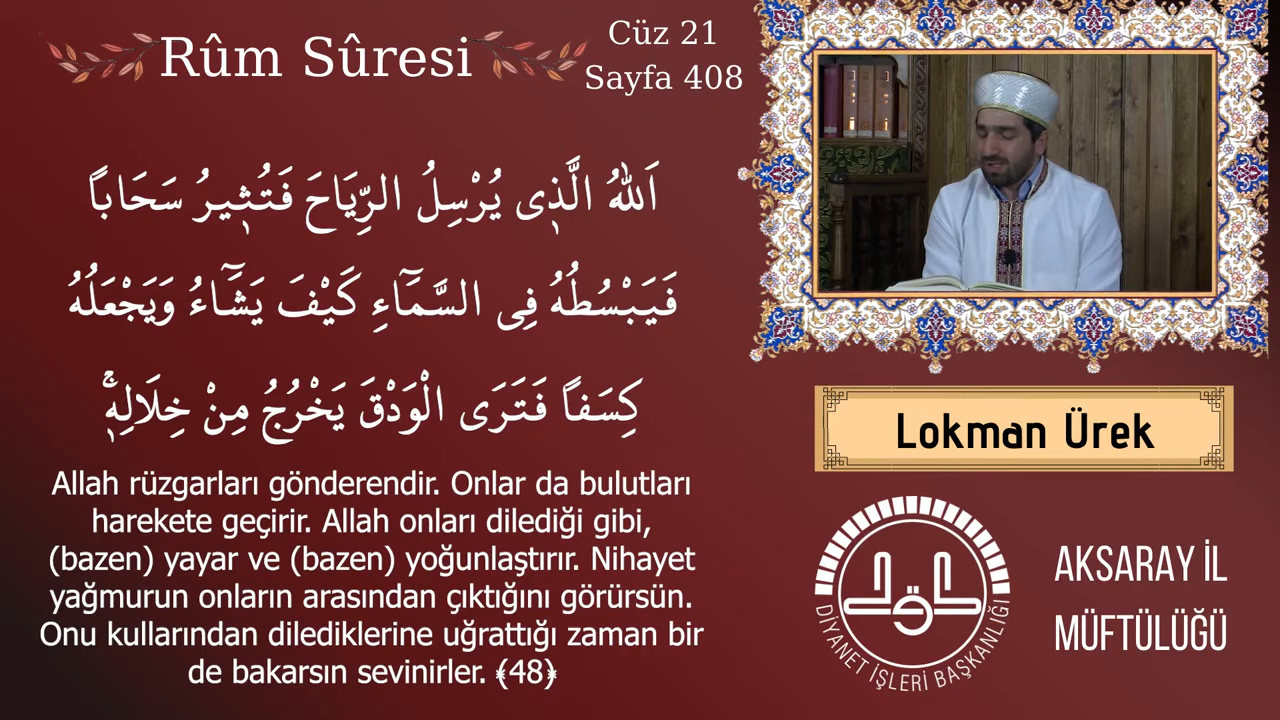 Rûm Sûresi
Cüz 21
Sayfa 408
اَللّٰهُ الَّذ۪ى يُرْسِلُ الرِّيَاحَ فَتُث۪يرُ سَحَاباً
فَيَبْسُطُهُ فِى السَّمَٓاءِ كَيْفَ يَشَٓاءُ وَيَجْعَلُهُ
كِسَفاً فَتَرَى الْوَدْقَ يَخْرُجُ مِنْ خِلَالِه۪ۚ
Allah rüzgarları gönderendir. Onlar da bulutları
harekete geçirir. Allah onları dilediği gibi,
(bazen) yayar ve (bazen) yoğunlaştırır. Nihayet
yağmurun onların arasından çıktığını görürsün.
Onu kullarından dilediklerine uğrattığı zaman bir
de bakarsın sevinirler. ﴾48﴿
Lokman Ürek
DİYANET İŞLERİ BAŞKANLIĞI
AKSARAY İL
MÜFTÜLÜĞÜ